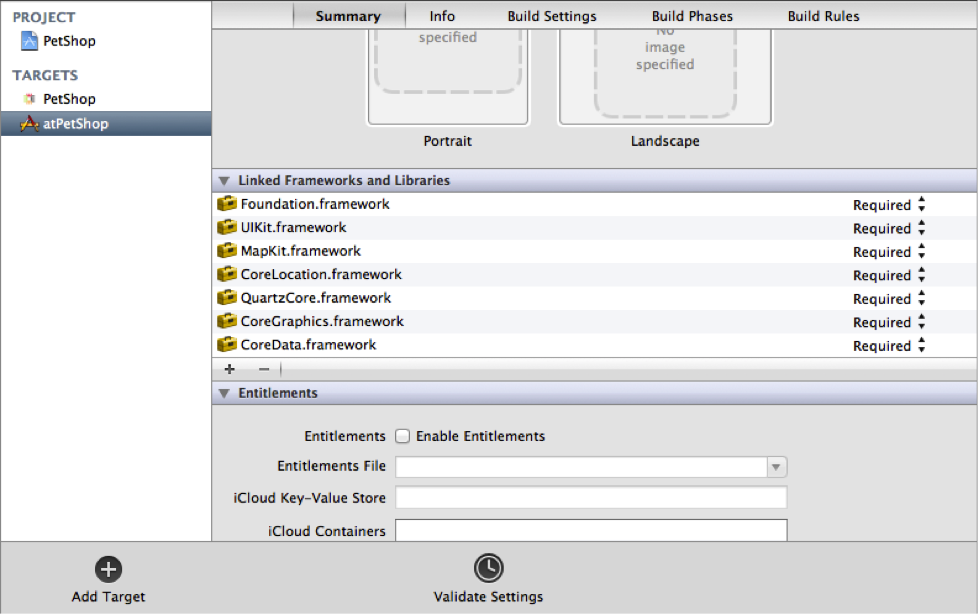 PROJECT
PetShop
TARGETS
PetShop
atPetShop
Summary Info Build Settings Build Phases Build Rules
specified
No
image
specified
Portrait Landscape
Linked Frameworks and Libraries
Foundation.framework Required
UIKit.framework Required
MapKit.framework Required
CoreLocation.framework Required
QuartzCore.framework Required
CoreGraphics.framework Required
CoreData.framework Required
+ −
Entitlements
Entitlements Enable Entitlements
Entitlements File
iCloud Key-Value Store
iCloud Containers
Add Target Validate Settings